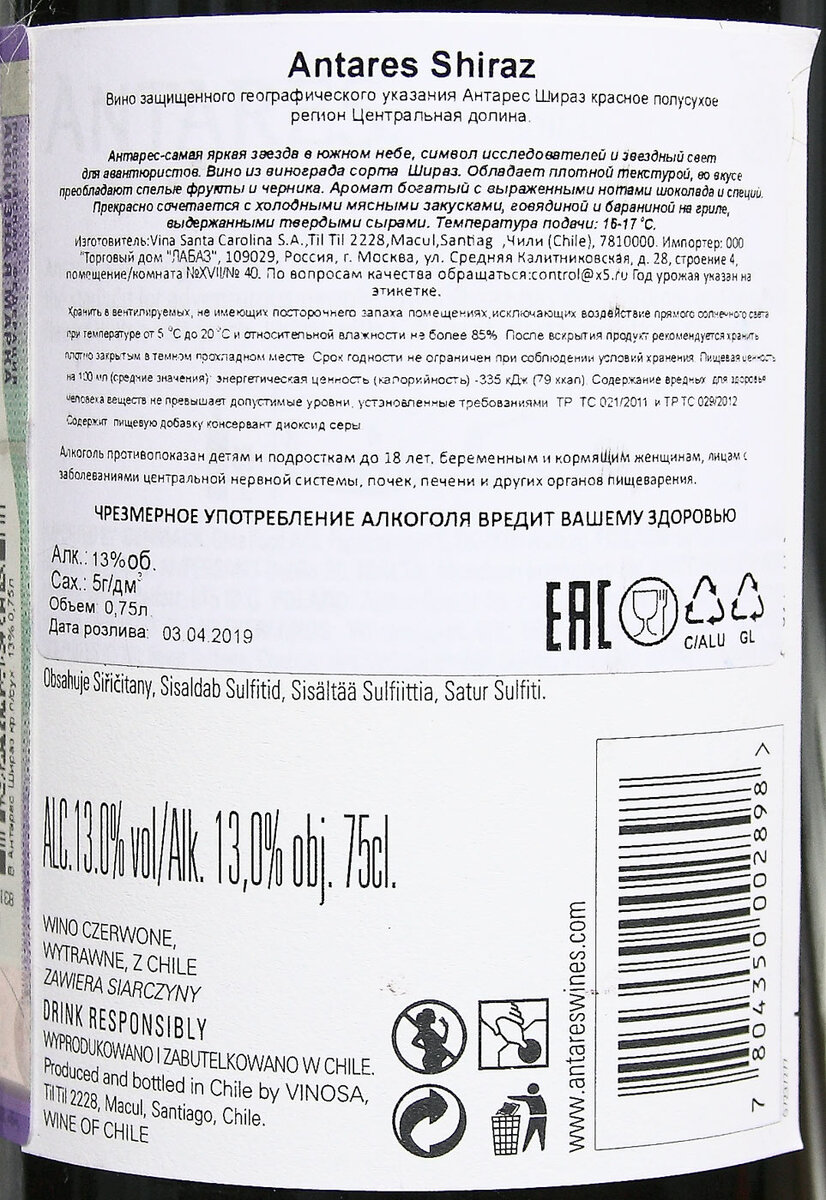 Antares Shiraz
Вино защищенного географического указания Антарес Шираз красное полусухое
регион Центральная долина.
Антарес-самая яркая звезда в южном небе, символ исследователей и звездный свет
для авантюристов. Вино из винограда сорта Шираз. Обладает плотной текстурой, во вкусе
преобладают спелые фрукты и черника. Аромат богатый с выраженными нотами шоколада и специй.
Прекрасно сочетается с холодными мясными закусками, говядиной и бараниной на гриле,
выдержанными твердыми сырами. Температура подачи: 16-17 °С.
Изготовитель:Vina Santa Carolina S.A.,Til Til 2228,Macul,Santiag ,Чили (Chile), 7810000. Импортер: ООО
"Торговый дом "ЛАБАЗ", 109029, Россия, г. Москва, ул. Средняя Калитниковская, д. 28, строение 4,
помещение/комната №XVII/№ 40. По вопросам качества обращаться:control@x5.ru Год урожая указан на
этикетке.
Хранить в вентилируемых, не имеющих постороннего запаха помещениях,исключающих воздействие прямого солнечного света
при температуре от 5 °С до 20 °С и относительной влажности не более 85% После вскрытия продукт рекомендуется хранить
плотно закрытым в темном прохладном месте Срок годности не ограничен при соблюдении условий хранения. Пищевая ценность
на 100 мл (средние значения): энергетическая ценность (калорийность) -335 кДж (79 ккал). Содержание вредных для здоровья
человека веществ не превышает допустимые уровни, установленные требованиями ТР ТС 021/2011 и ТР ТС 029/2012
Содержит пищевую добавку консервант диоксид серы
Алкоголь противопоказан детям и подросткам до 18 лет, беременным и кормящим женщинам, лицам с
заболеваниями центральной нервной системы, почек, печени и других органов пищеварения.
ЧРЕЗМЕРНОЕ УПОТРЕБЛЕНИЕ АЛКОГОЛЯ ВРЕДИТ ВАШЕМУ ЗДОРОВЬЮ
Алк.: 13%об.
Сах.: 5г/дм³
Объем: 0,75л.
Дата розлива: 03.04.2019
EAC
C/ALU GL
Obsahuje Siřičitany, Sisaldab Sulfitid, Sisältää Sulfiittia, Satur Sulfiti.
ALC.13.0% vol/Alk. 13,0% obj. 75cl.
WINO CZERWONE,
WYTRAWNE, Z CHILE
ZAWIERA SIARCZYNY
DRINK RESPONSIBLY
WYPRODUKOWANO I ZABUTELKOWANO W CHILE.
Produced and bottled in Chile by VINOSA,
Til Til 2228, Macul, Santiago, Chile.
WINE OF CHILE
www.antareswines.com
7 804350 002898 >